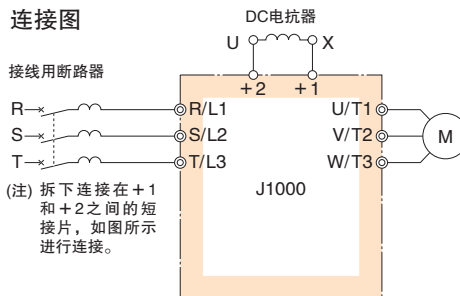 连接图
DC电抗器
U X
接线用断路器
+2 +1
R R/L1 U/T1
S S/L2 V/T2 M
T T/L3 W/T3
J1000
(注) 拆下连接在+1
和+2之间的短
接片，如图所示
进行连接。